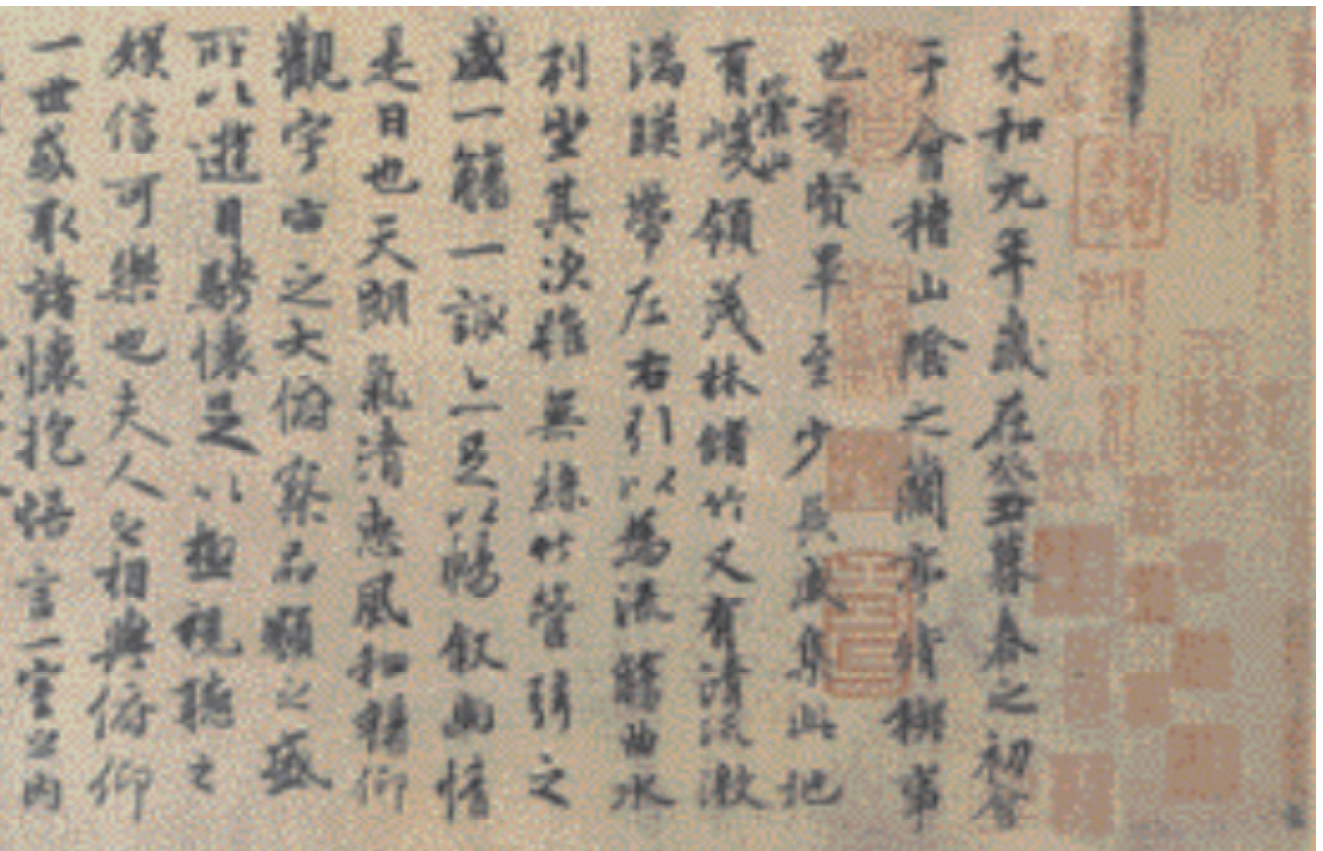 永和九年歲在癸丑暮春之初會
于會稽山陰之蘭亭脩稧事
也羣賢畢至少長咸集此地
有崇山峻領茂林脩竹又有清流激
湍暎帶左右引以為流觴曲水
列坐其次雖無絲竹管弦之
盛一觴一詠亦足以暢敘幽情
是日也天朗氣清惠風和暢仰
觀宇宙之大俯察品類之盛
所以遊目騁懷足以極視聽之
娛信可樂也夫人之相與俯仰
一世或取諸懷抱悟言一室之內